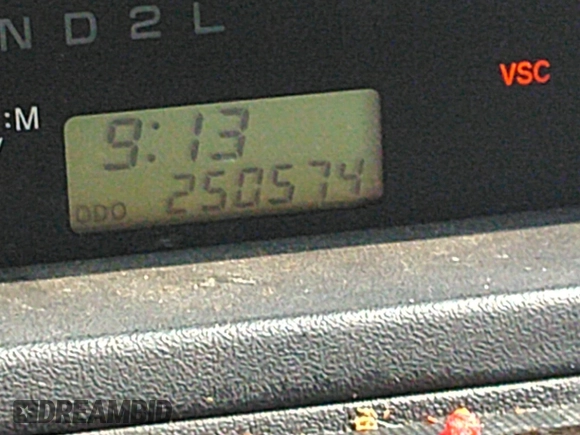 N D 2 L
VSC
:M
9:13
ODO 250574
DREAMBID